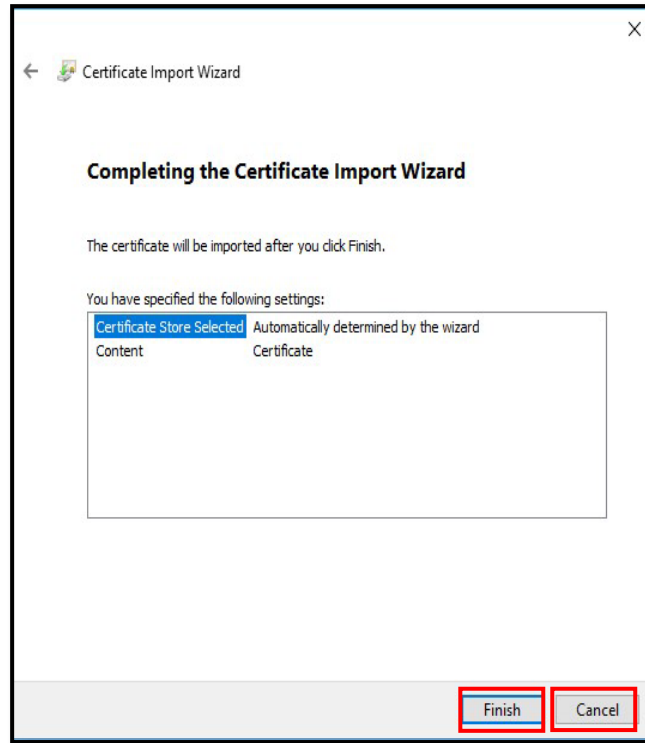 Certificate Import Wizard
Completing the Certificate Import Wizard
The certificate will be imported after you click Finish.
You have specified the following settings:
Certificate Store Selected Automatically determined by the wizard
Content Certificate
Finish Cancel